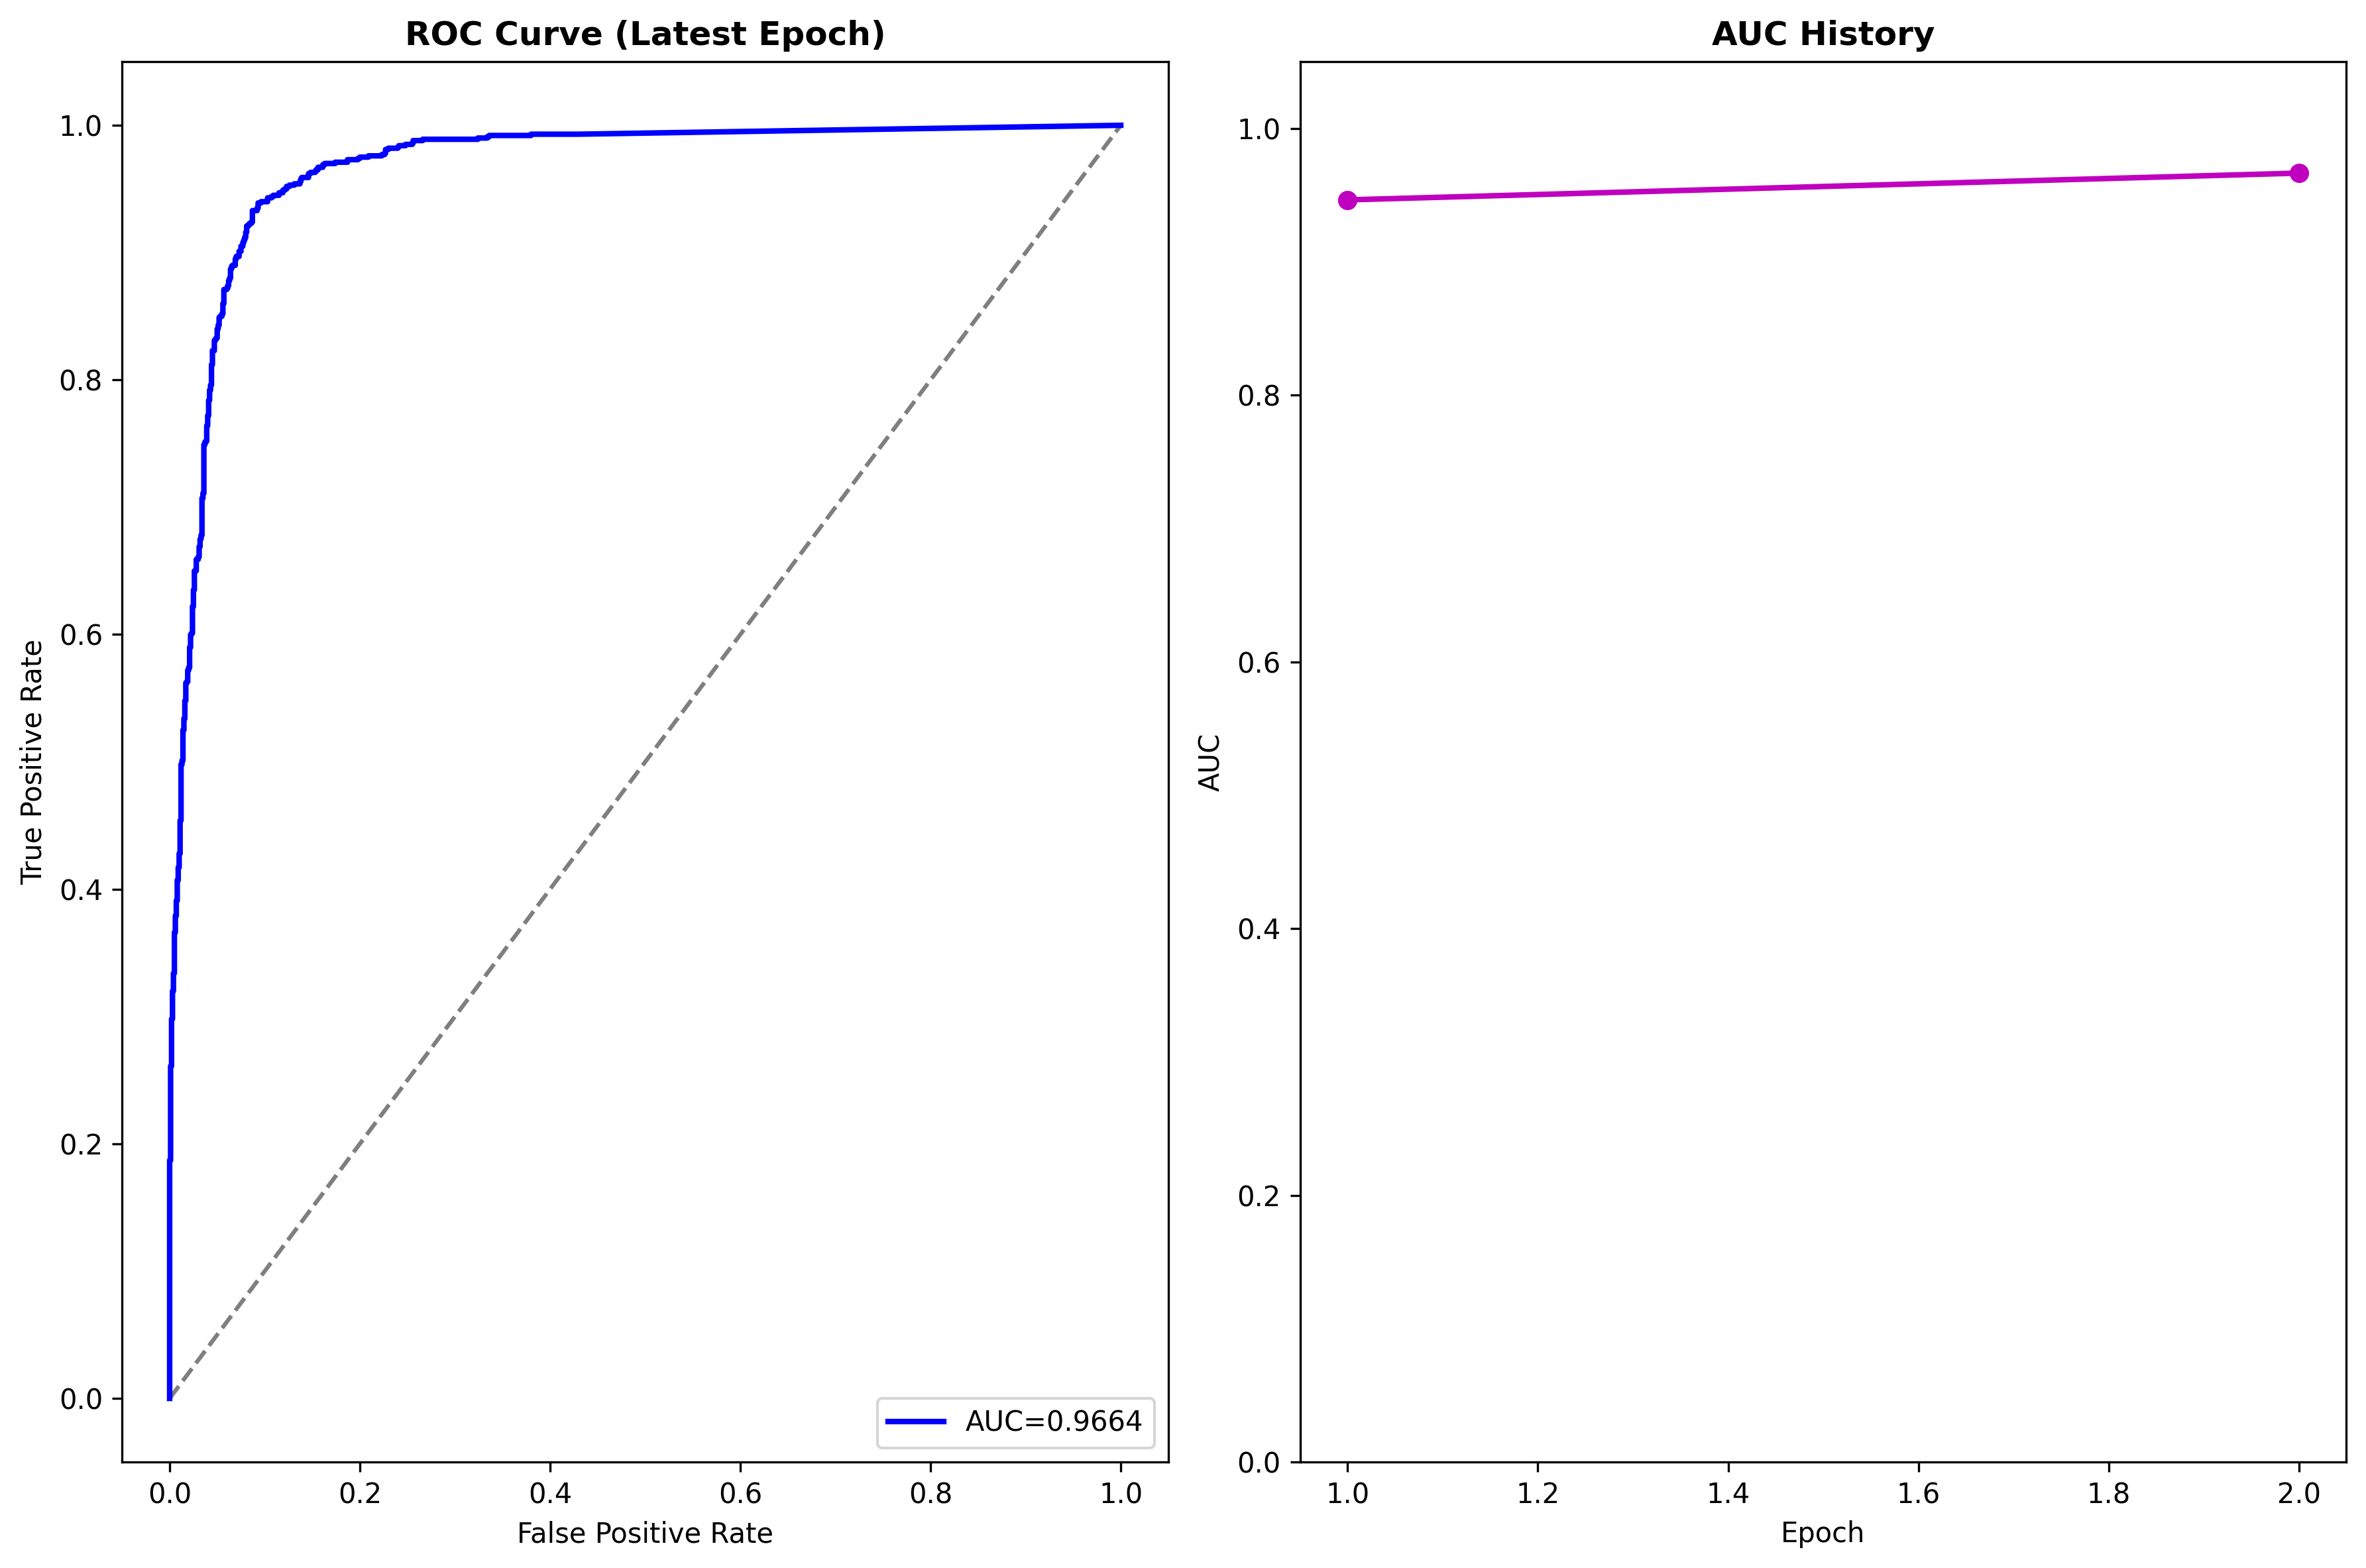 ROC Curve (Latest Epoch)
1.0
0.8
0.6
0.4
0.2
0.0
True Positive Rate
0.0 0.2 0.4 0.6 0.8 1.0
False Positive Rate
AUC=0.9664
AUC History
1.0
0.8
0.6
0.4
0.2
0.0
AUC
1.0 1.2 1.4 1.6 1.8 2.0
Epoch